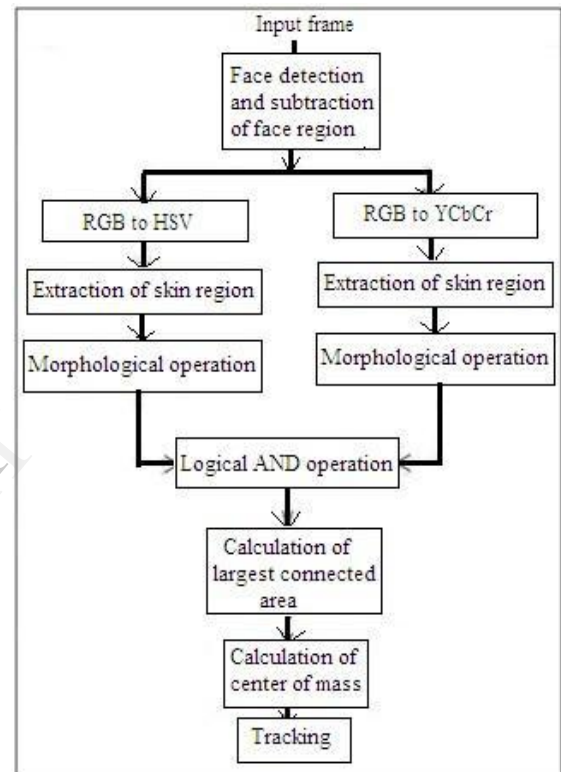 Input frame
Face detection
and subtraction
of face region
RGB to HSV
RGB to YCbCr
Extraction of skin region
Extraction of skin region
Morphological operation
Morphological operation
Logical AND operation
Calculation of
largest connected
area
Calculation of
center of mass
Tracking